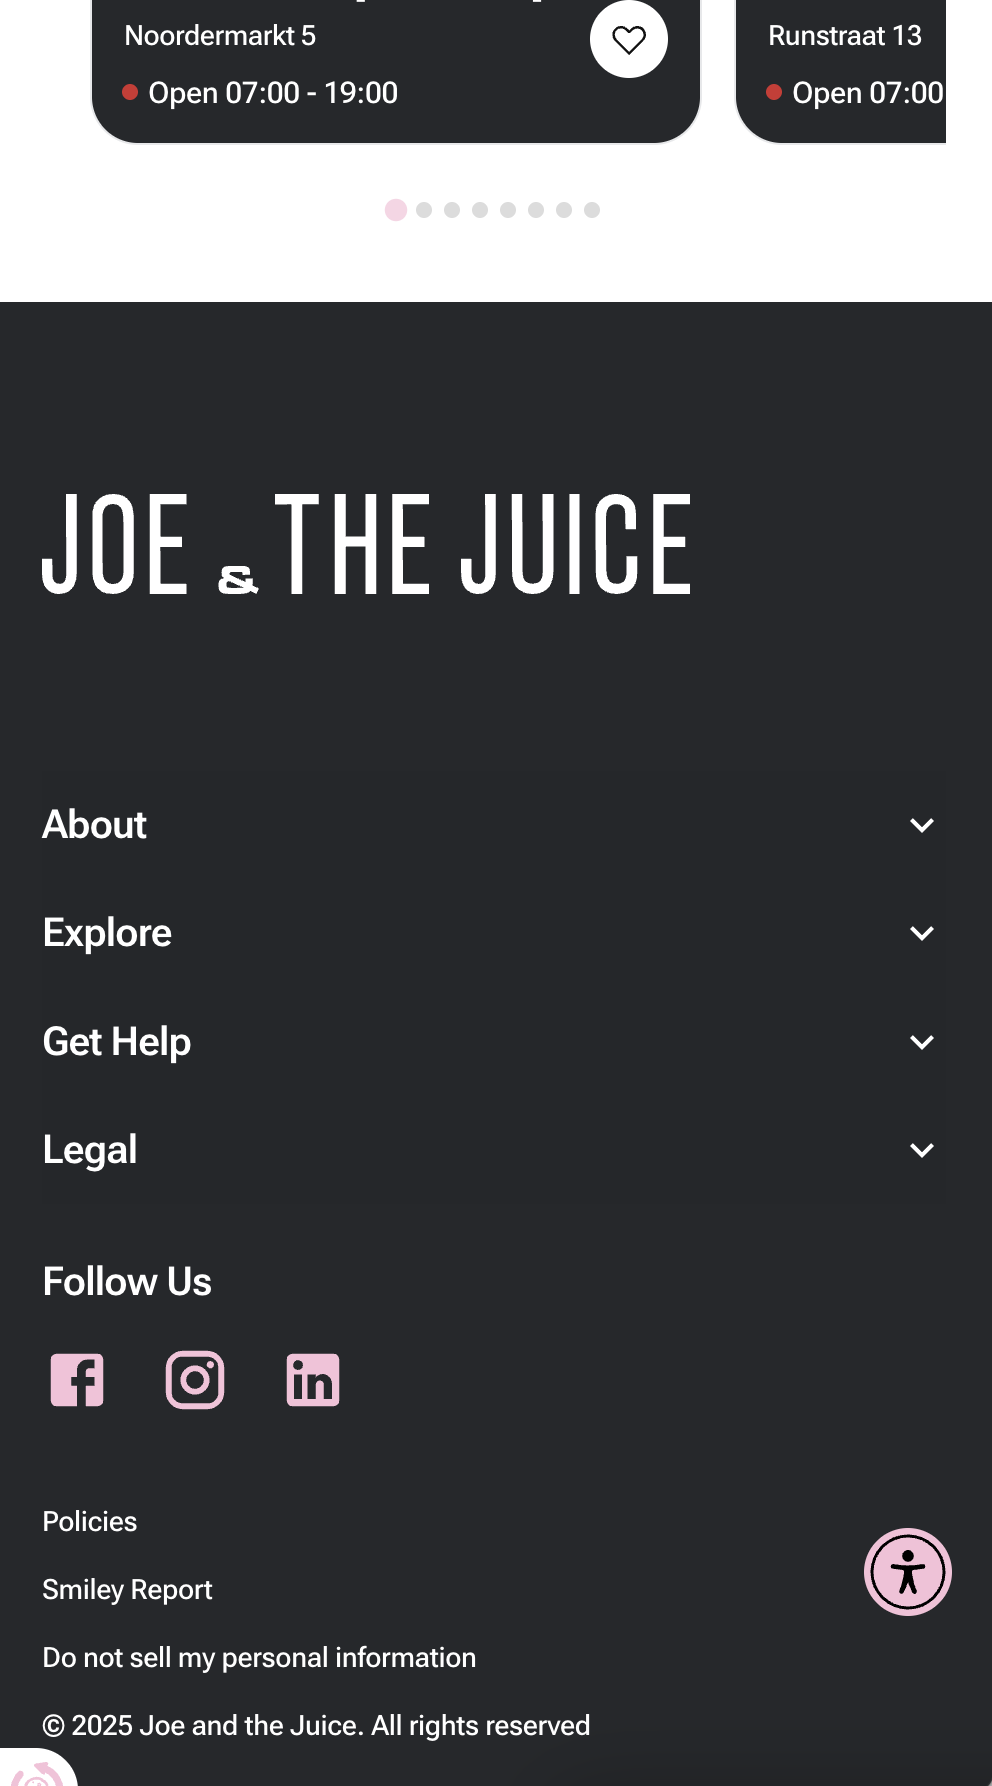 Noordermarkt 5
Open 07:00 - 19:00
Runstraat 13
Open 07:00
JOE & THE JUICE
About
Explore
Get Help
Legal
Follow Us
Policies
Smiley Report
Do not sell my personal information
© 2025 Joe and the Juice. All rights reserved